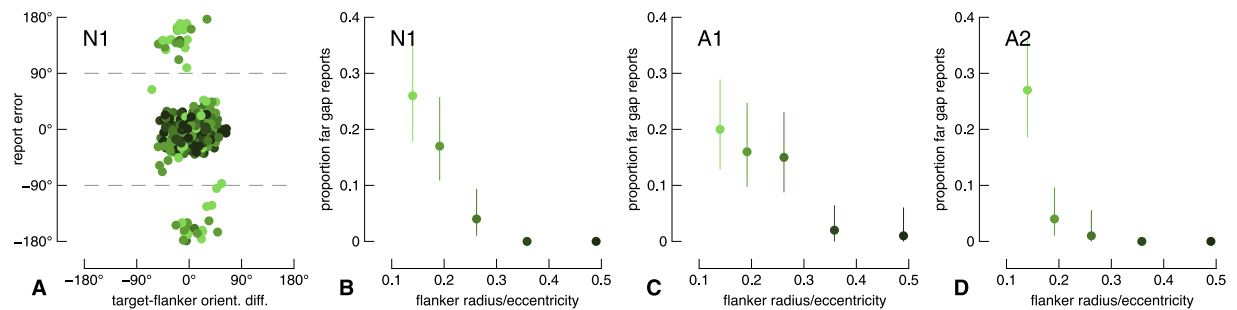 N1
180°
90°
0°
−90°
−180°
report error
−180°
−90°
0°
90°
180°
target-flanker orient. diff.
A
N1
0.4
0.3
0.2
0.1
0
proportion far gap reports
0.1
0.2
0.3
0.4
0.5
flanker radius/eccentricity
B
A1
0.4
0.3
0.2
0.1
0
proportion far gap reports
0.1
0.2
0.3
0.4
0.5
flanker radius/eccentricity
C
A2
0.4
0.3
0.2
0.1
0
proportion far gap reports
0.1
0.2
0.3
0.4
0.5
flanker radius/eccentricity
D